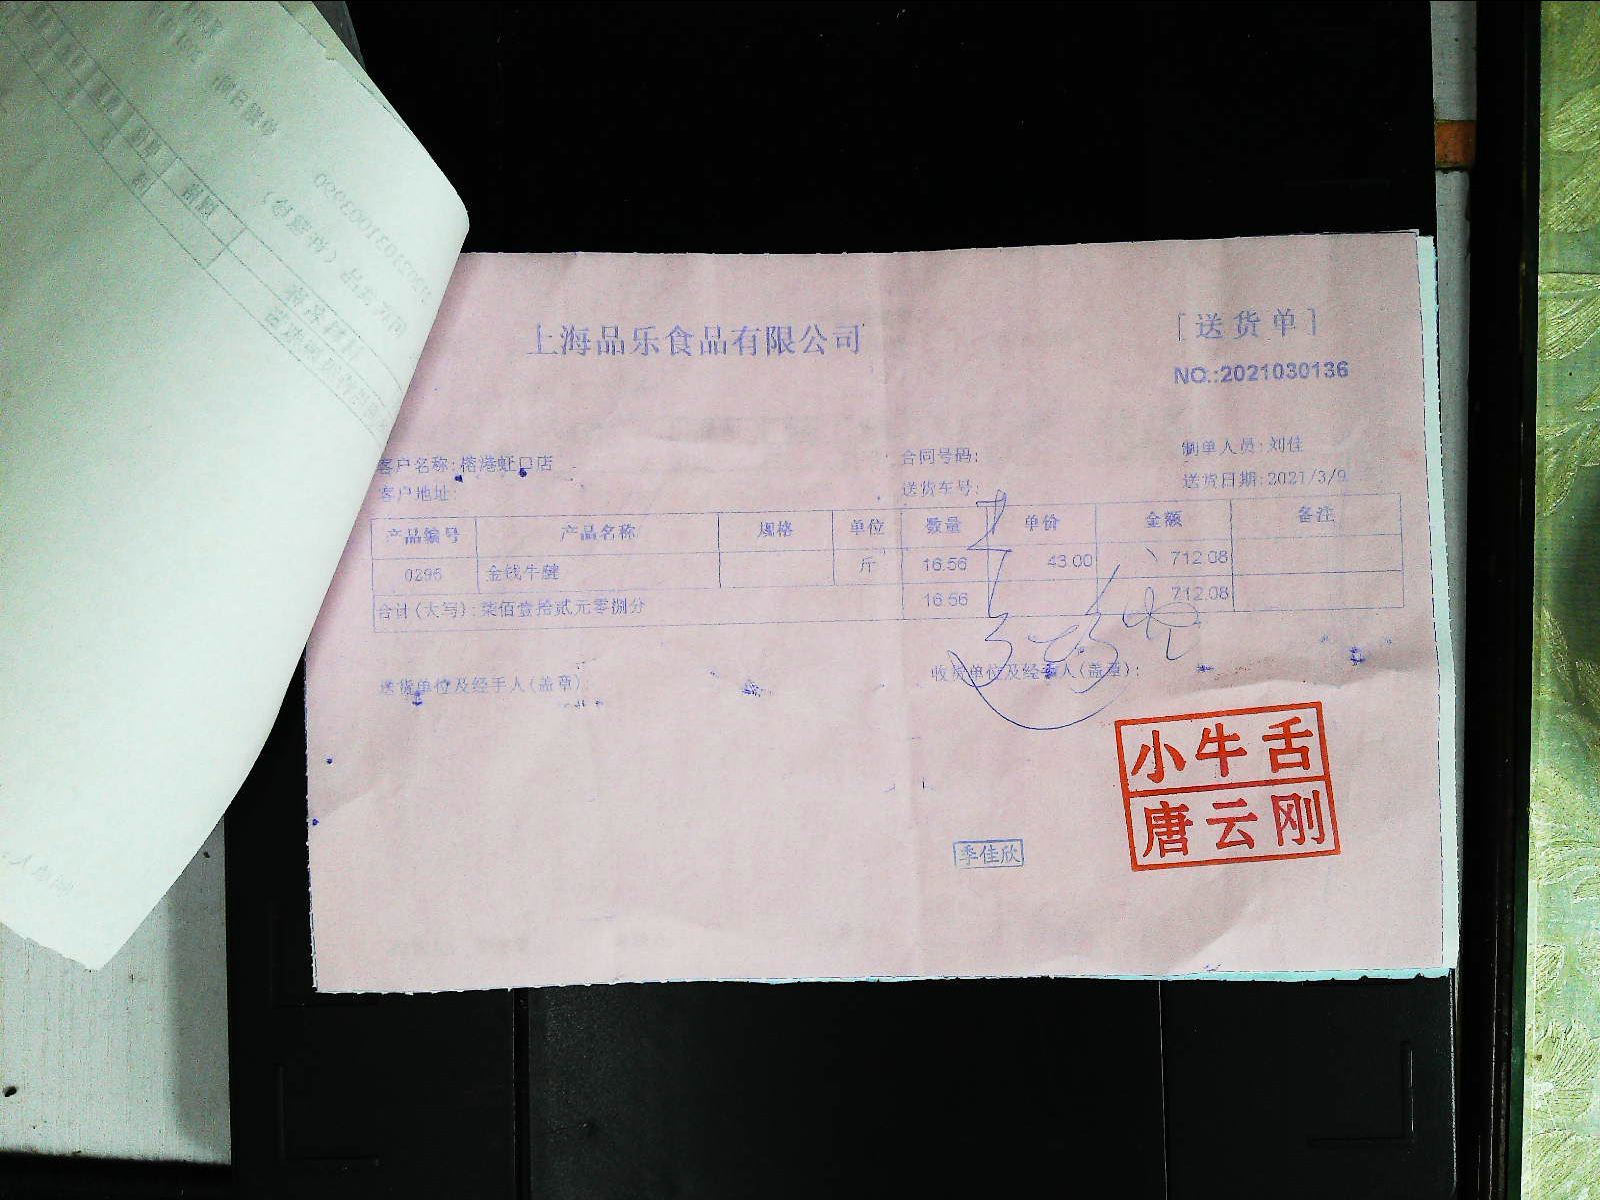 上海品乐食品有限公司
[送货单]
NO.:2021030136
客户名称:榕港虹口店
合同号码:
制单人员:刘佳
客户地址:
送货车号:
送货日期:2021/3/9
产品编号 产品名称 规格 单位 数量 单价 金额 备注
0296 金钱牛腱 斤 16.56 43.00 712.08
合计(大写):柒佰壹拾贰元零捌分 16.56 712.08
送货单位及经手人(盖章):
收货单位及经手人(盖章):
小牛舌
唐云刚
季佳欣